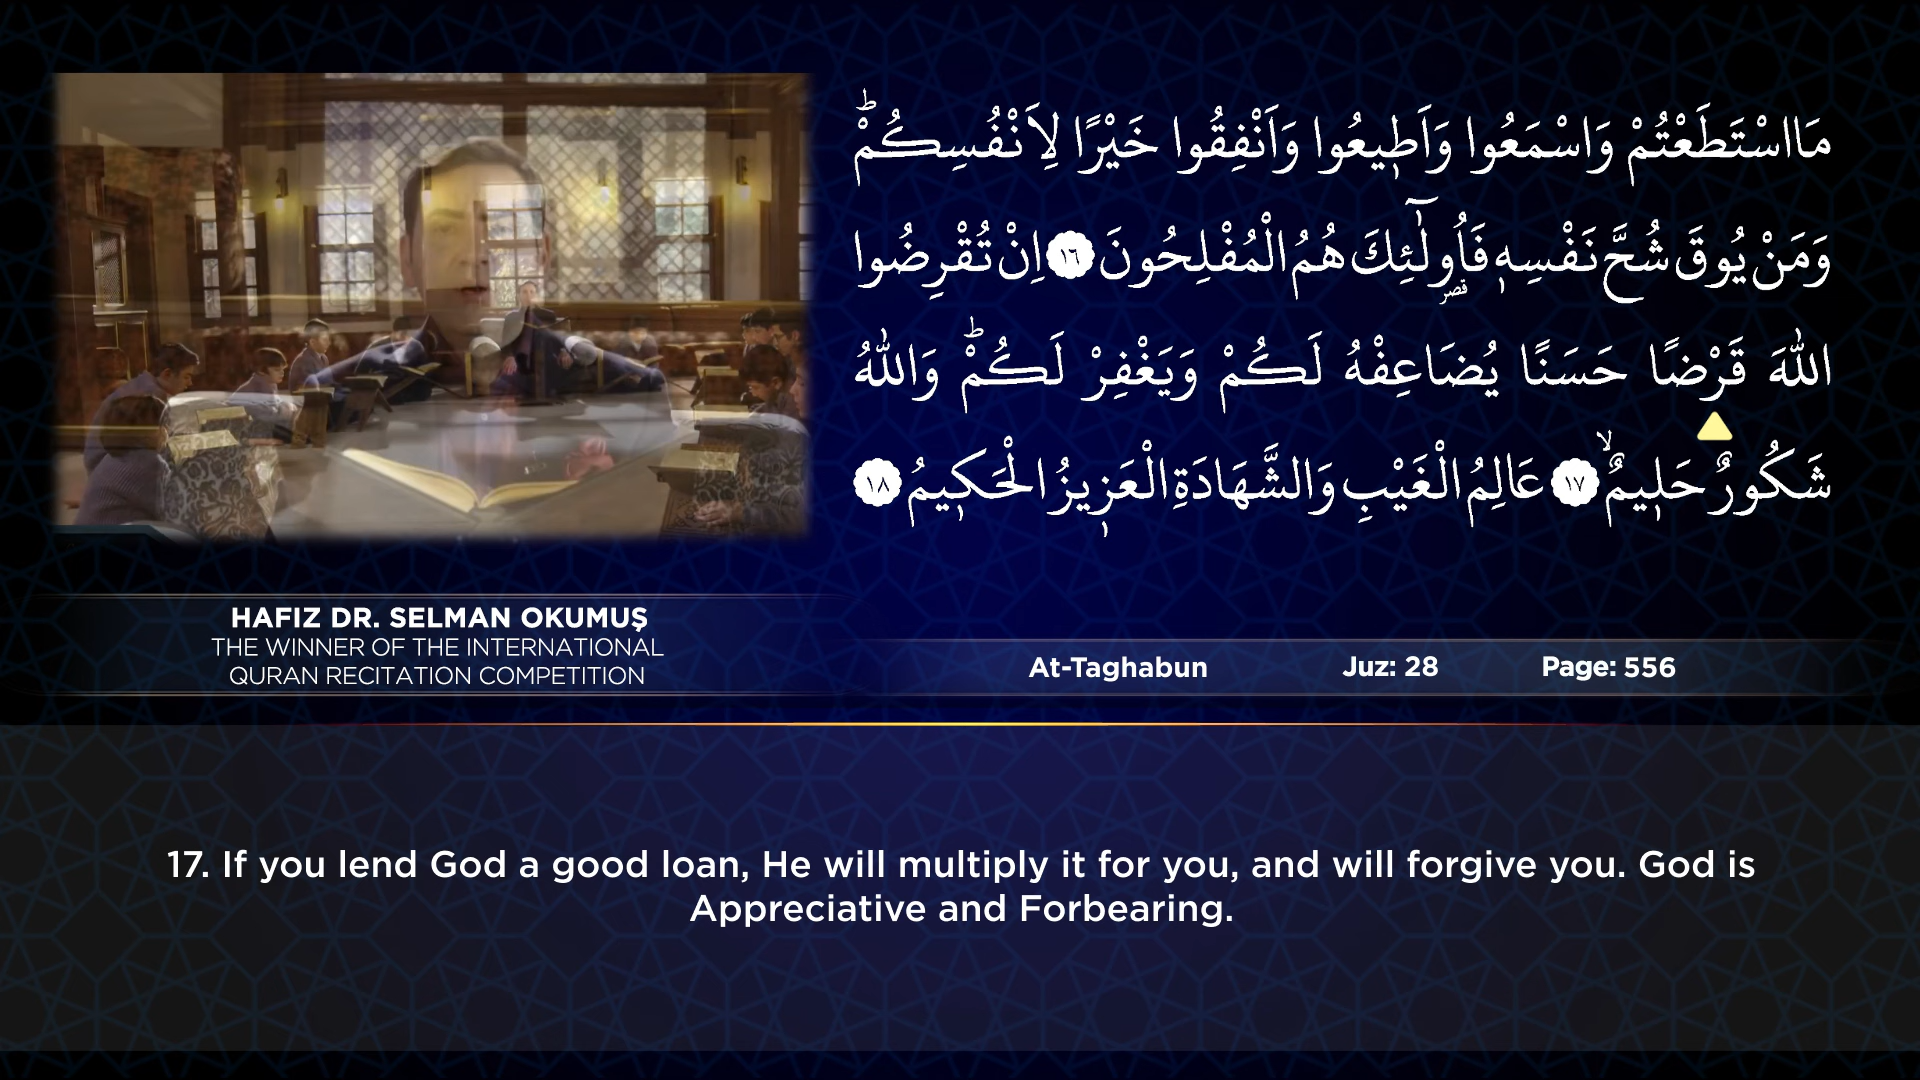 مَااسْتَطَعْتُمْ وَاسْمَعُوا وَاَط۪يعُوا وَاَنْفِقُوا خَيْرًا لِاَنْفُسِكُمْۜ
وَمَنْ يُوقَ شُحَّ نَفْسِه۪ فَاُو۬لٰٓئِكَ هُمُ الْمُفْلِحُونَ ١٦ اِنْ تُقْرِضُوا
اللّٰهَ قَرْضًا حَسَنًا يُضَاعِفْهُ لَكُمْ وَيَغْفِرْ لَكُمْۜ وَاللّٰهُ
شَكُورٌ حَل۪يمٌۙ ١٧ عَالِمُ الْغَيْبِ وَالشَّهَادَةِ الْعَز۪يزُ الْحَك۪يمُ ١٨
HAFIZ DR. SELMAN OKUMUŞ
THE WINNER OF THE INTERNATIONAL
QURAN RECITATION COMPETITION
At-Taghabun Juz: 28 Page: 556
17. If you lend God a good loan, He will multiply it for you, and will forgive you. God is
Appreciative and Forbearing.